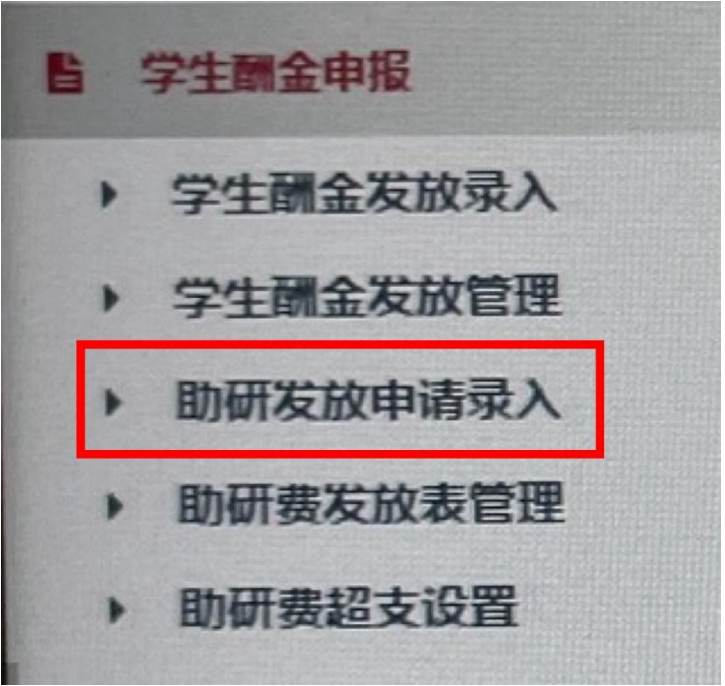 学生酬金申报
学生酬金发放录入
学生酬金发放管理
助研发放申请录入
助研费发放表管理
助研费超支设置